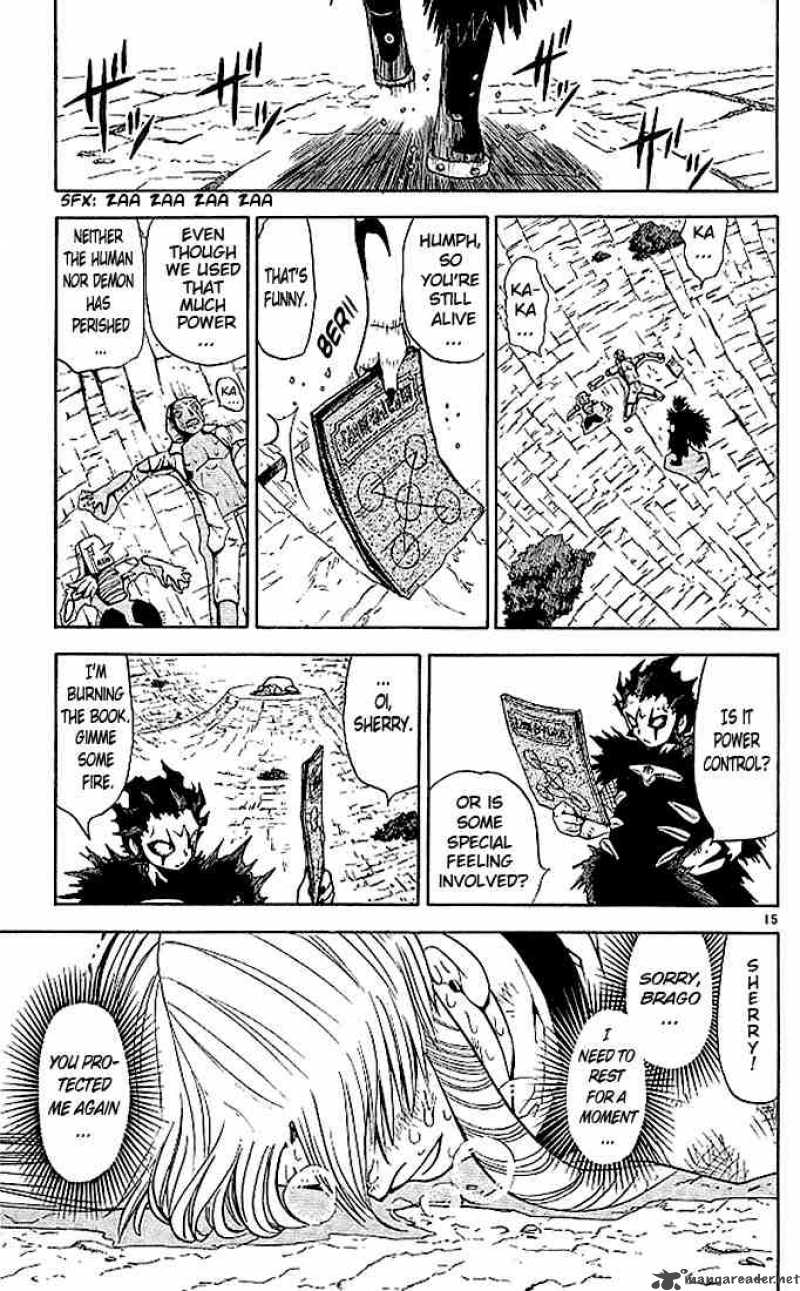 SFX: ZAA ZAA ZAA ZAA
KA
...
KA-
KA
...
HUMPH,
SO
YOU'RE
STILL
ALIVE
...
THAT'S
FUNNY.
BER!!
EVEN
THOUGH
WE USED
THAT
MUCH
POWER
...
NEITHER
THE HUMAN
NOR DEMON
HAS
PERISHED
...
KA
...
IS IT
POWER
CONTROL?
OR IS
SOME
SPECIAL
FEELING
INVOLVED?
...
OI,
SHERRY.
I'M
BURNING
THE BOOK.
GIMME
SOME
FIRE.
15
SHERRY!
SORRY,
BRAGO
...
I
NEED TO
REST
FOR A
MOMENT
...
YOU PRO-
TECTED
ME AGAIN
...
mangareader.net